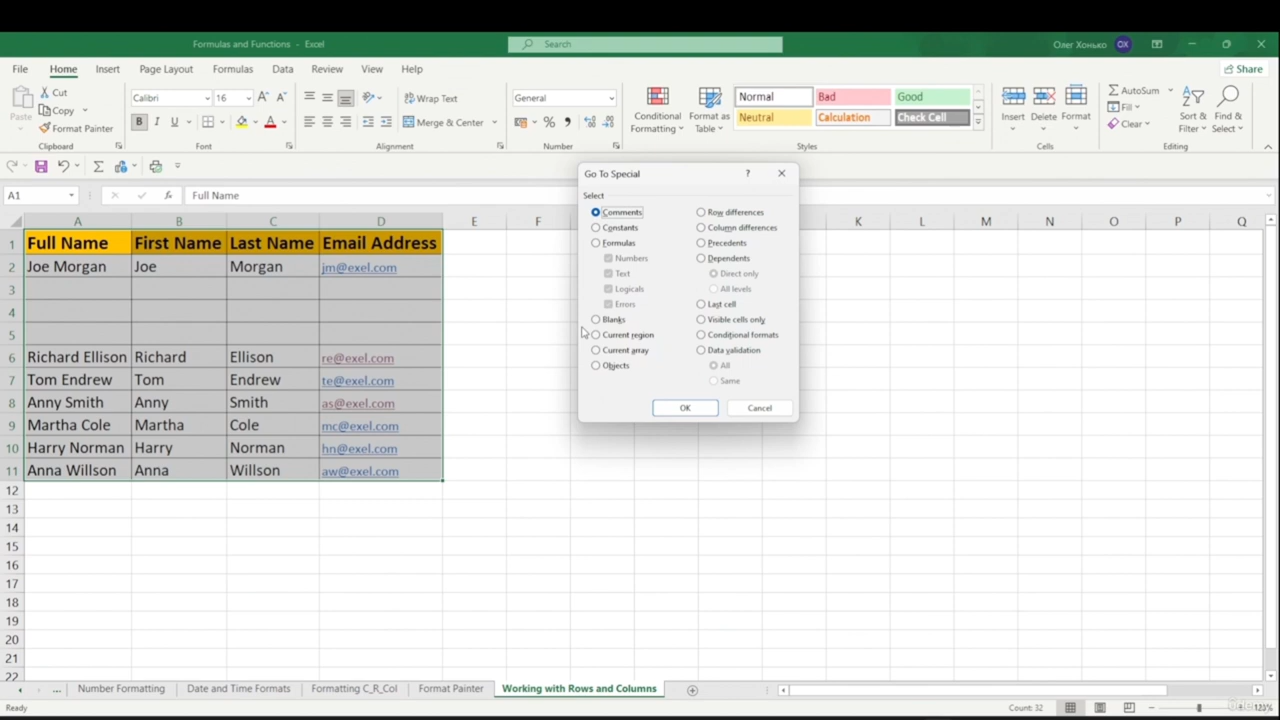 Formulas and Functions - Excel
Search
Олег Хонько
ОХ
File Home Insert Page Layout Formulas Data Review View Help
Share
Paste
Cut
Copy
Format Painter
Clipboard
Calibri
16
B I U
Font
Wrap Text
Merge & Center
Alignment
General
Number
Conditional Formatting
Format as Table
Normal Bad Good
Neutral Calculation Check Cell
Styles
Insert Delete Format
Cells
AutoSum
Fill
Clear
Sort & Filter
Find & Select
Editing
A1
fx
Full Name
A B C D E F K L M N O P Q
1 Full Name First Name Last Name Email Address
2 Joe Morgan Joe Morgan jm@exel.com
3
4
5
6 Richard Ellison Richard Ellison re@exel.com
7 Tom Endrew Tom Endrew te@exel.com
8 Anny Smith Anny Smith as@exel.com
9 Martha Cole Martha Cole mc@exel.com
10 Harry Norman Harry Norman hn@exel.com
11 Anna Willson Anna Willson aw@exel.com
12
13
14
15
16
17
18
19
20
21
22
Go To Special
?
Select
Comments Row differences
Constants Column differences
Formulas Precedents
Numbers Dependents
Text Direct only
Logicals All levels
Errors Last cell
Blanks Visible cells only
Current region Conditional formats
Current array Data validation
Objects All
Same
OK Cancel
... Number Formatting Date and Time Formats Formatting C_R_Col Format Painter Working with Rows and Columns
Ready
Count: 32